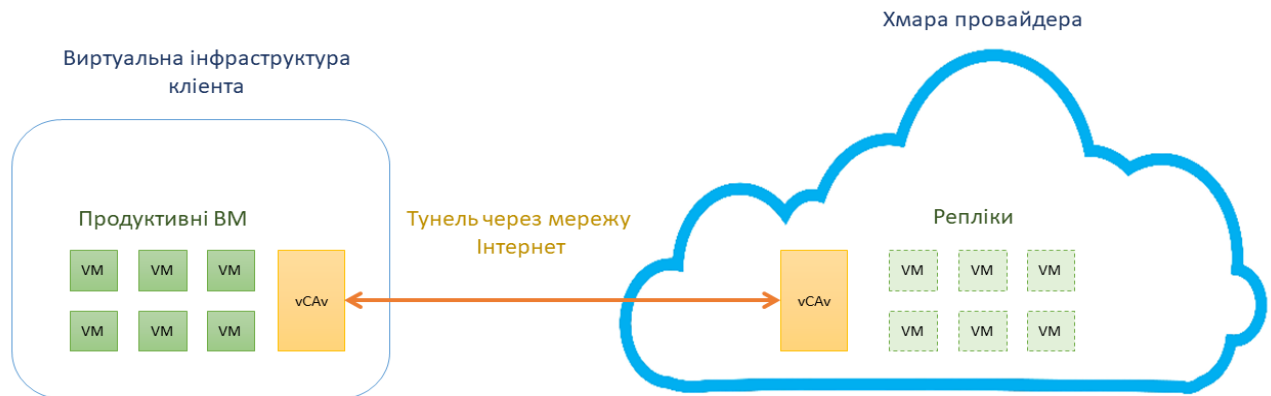 Виртуальна інфраструктура
клієнта
Продуктивні ВМ
VM VM VM
vCAv
VM VM VM
Тунель через мережу
Інтернет
Хмара провайдера
Репліки
vCAv
VM VM VM
VM VM VM